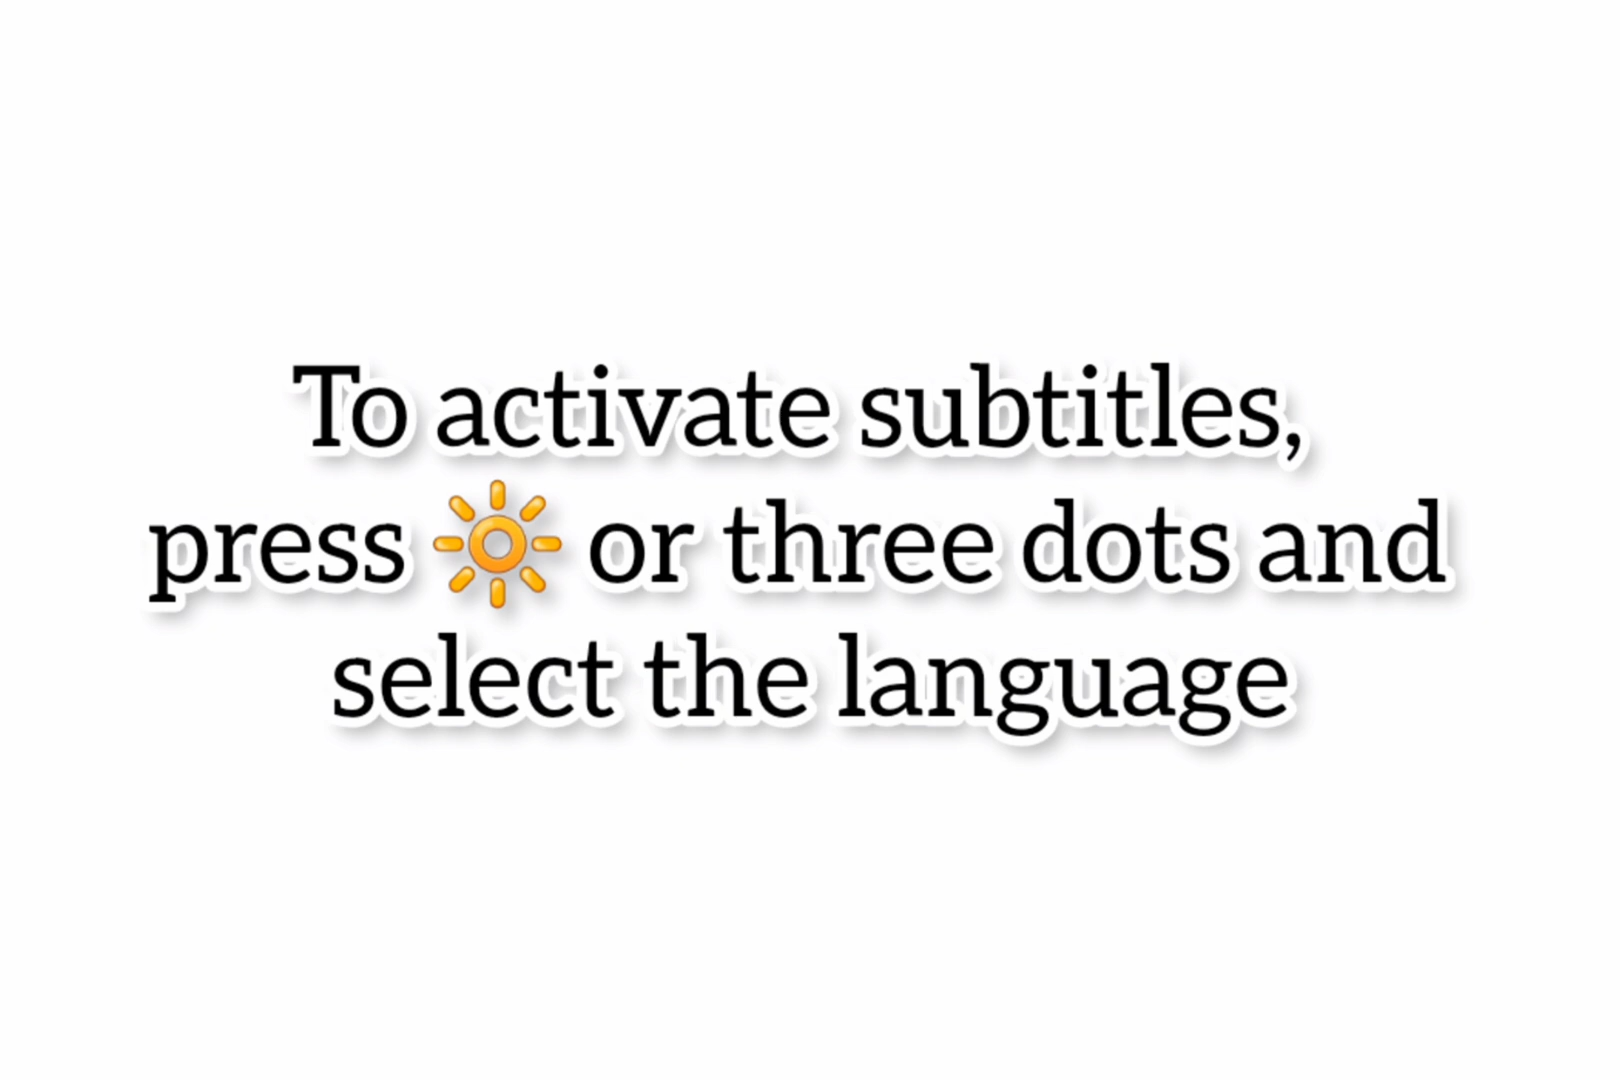 To activate subtitles,
press 🔆 or three dots and
select the language